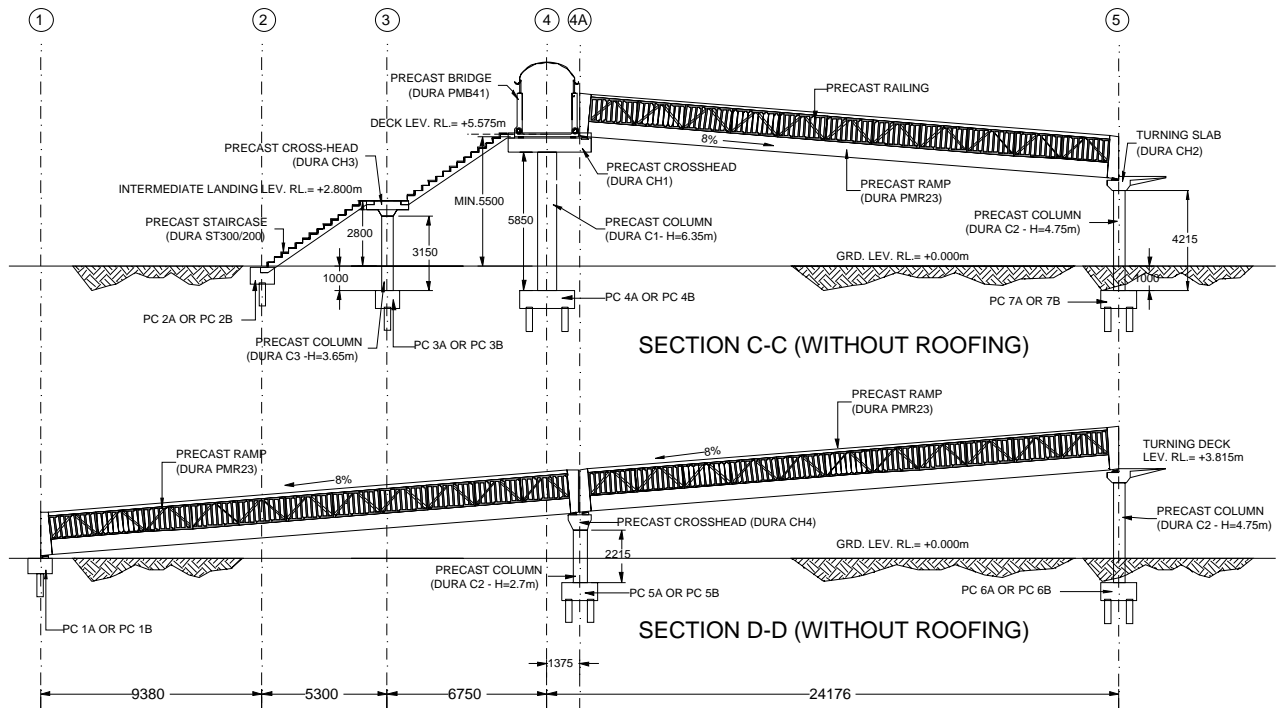 1
2
3
4
4A
5
PRECAST BRIDGE
(DURA PMB41)
PRECAST RAILING
DECK LEV. RL.= +5.575m
8%
TURNING SLAB
(DURA CH2)
PRECAST CROSS-HEAD
(DURA CH3)
PRECAST CROSSHEAD
(DURA CH1)
INTERMEDIATE LANDING LEV. RL.= +2.800m
PRECAST RAMP
(DURA PMR23)
MIN.5500
PRECAST STAIRCASE
(DURA ST300/200)
5850
PRECAST COLUMN
(DURA C1- H=6.35m)
PRECAST COLUMN
(DURA C2 - H=4.75m)
2800
3150
4215
GRD. LEV. RL.= +0.000m
1000
1000
PC 2A OR PC 2B
PC 4A OR PC 4B
PC 7A OR 7B
PRECAST COLUMN
(DURA C3 -H=3.65m)
PC 3A OR PC 3B
SECTION C-C (WITHOUT ROOFING)
PRECAST RAMP
(DURA PMR23)
PRECAST RAMP
(DURA PMR23)
8%
8%
TURNING DECK
LEV. RL.= +3.815m
PRECAST CROSSHEAD (DURA CH4)
PRECAST COLUMN
(DURA C2 - H=4.75m)
GRD. LEV. RL.= +0.000m
2215
PRECAST COLUMN
(DURA C2 - H=2.7m)
PC 5A OR PC 5B
PC 6A OR PC 6B
PC 1A OR PC 1B
SECTION D-D (WITHOUT ROOFING)
1375
9380
5300
6750
24176